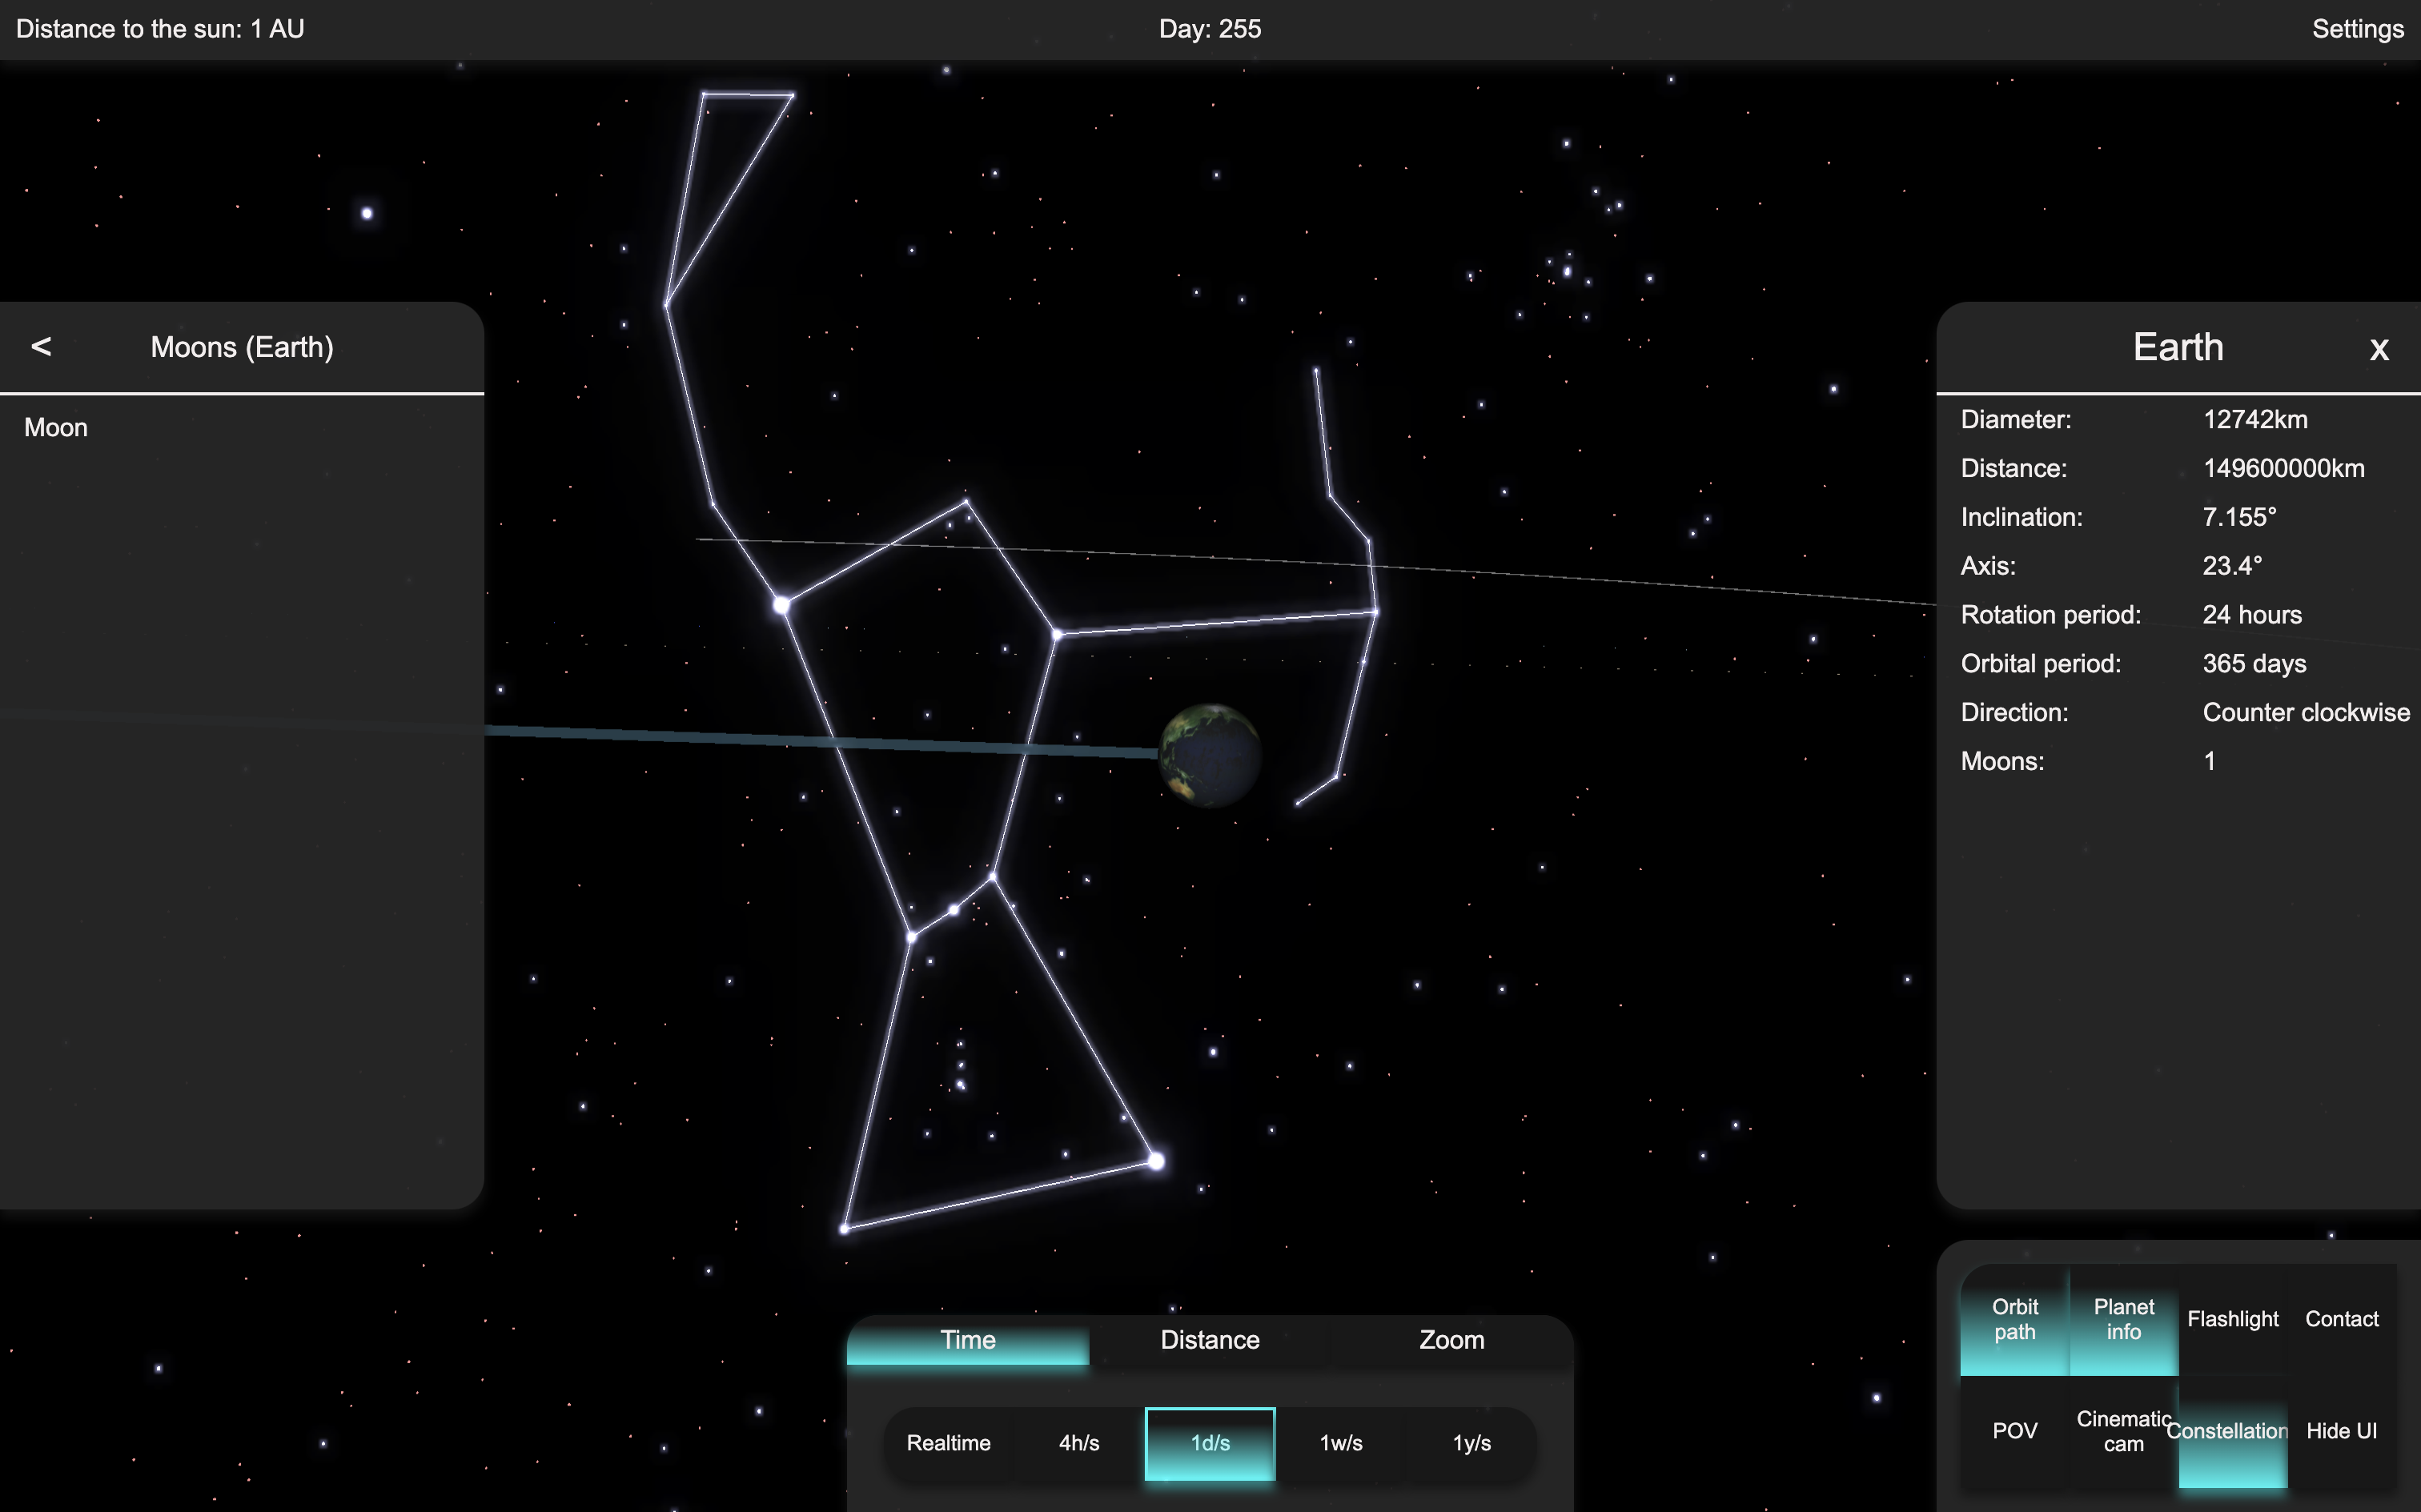 Distance to the sun: 1 AU
Day: 255
Settings
<
Moons (Earth)
Moon
Earth
x
Diameter: 12742km
Distance: 149600000km
Inclination: 7.155°
Axis: 23.4°
Rotation period: 24 hours
Orbital period: 365 days
Direction: Counter clockwise
Moons: 1
Time
Distance
Zoom
Realtime
4h/s
1d/s
1w/s
1y/s
Orbit
path
Planet
info
Flashlight
Contact
POV
Cinematic
cam
Constellation
Hide UI